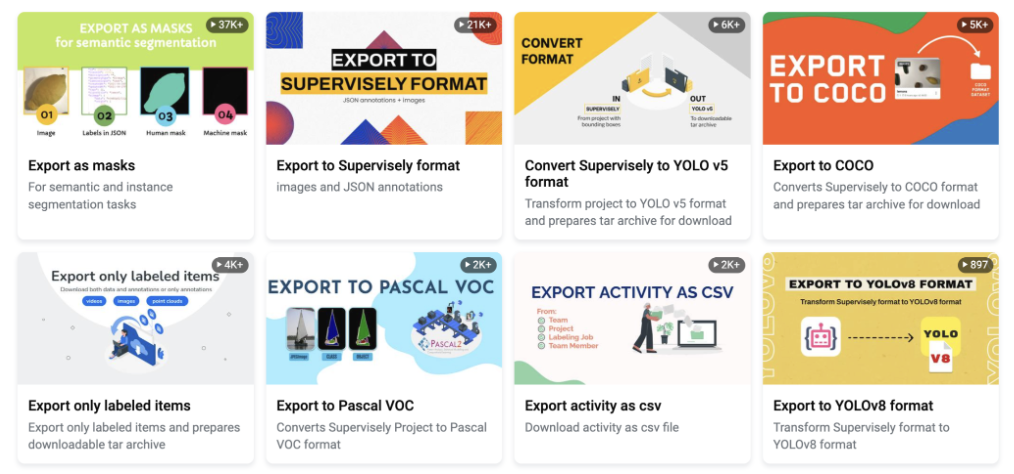 EXPORT AS MASKS
for semantic segmentation
37K+
01
02
03
04
Image
Labels in JSON
Human mask
Machine mask
Export as masks
For semantic and instance
segmentation tasks
21K+
EXPORT TO
SUPERVISELY FORMAT
JSON annotations + images
Export to Supervisely format
images and JSON annotations
6K+
CONVERT
FORMAT
IN
SUPERVISELY
From project with
bounding boxes
OUT
YOLO v5
To downloadable
tar archive
Convert Supervisely to YOLO v5
format
Transform project to YOLO v5 format
and prepares tar archive for download
5K+
EXPORT
TO COCO
COCO
FORMAT
DATASET
Export to COCO
Converts Supervisely to COCO format
and prepares tar archive for download
4K+
Export only labeled items
Download both data and annotations or only annotations
videos
images
point clouds
Export only labeled items
Export only labeled items and prepares
downloadable tar archive
2K+
EXPORT TO PASCAL VOC
CLASS
OBJECT
PASCAL2
Export to Pascal VOC
Converts Supervisely Project to Pascal
VOC format
2K+
EXPORT ACTIVITY AS CSV
From:
Team
Project
Labeling Job
Team Member
Export activity as csv
Download activity as csv file
897
EXPORT TO YOLOv8 FORMAT
Transform Supervisely format to YOLOv8 format
YOLO
V8
YOLOv8
YOLOv8
Export to YOLOv8 format
Transform Supervisely format to
YOLOv8 format